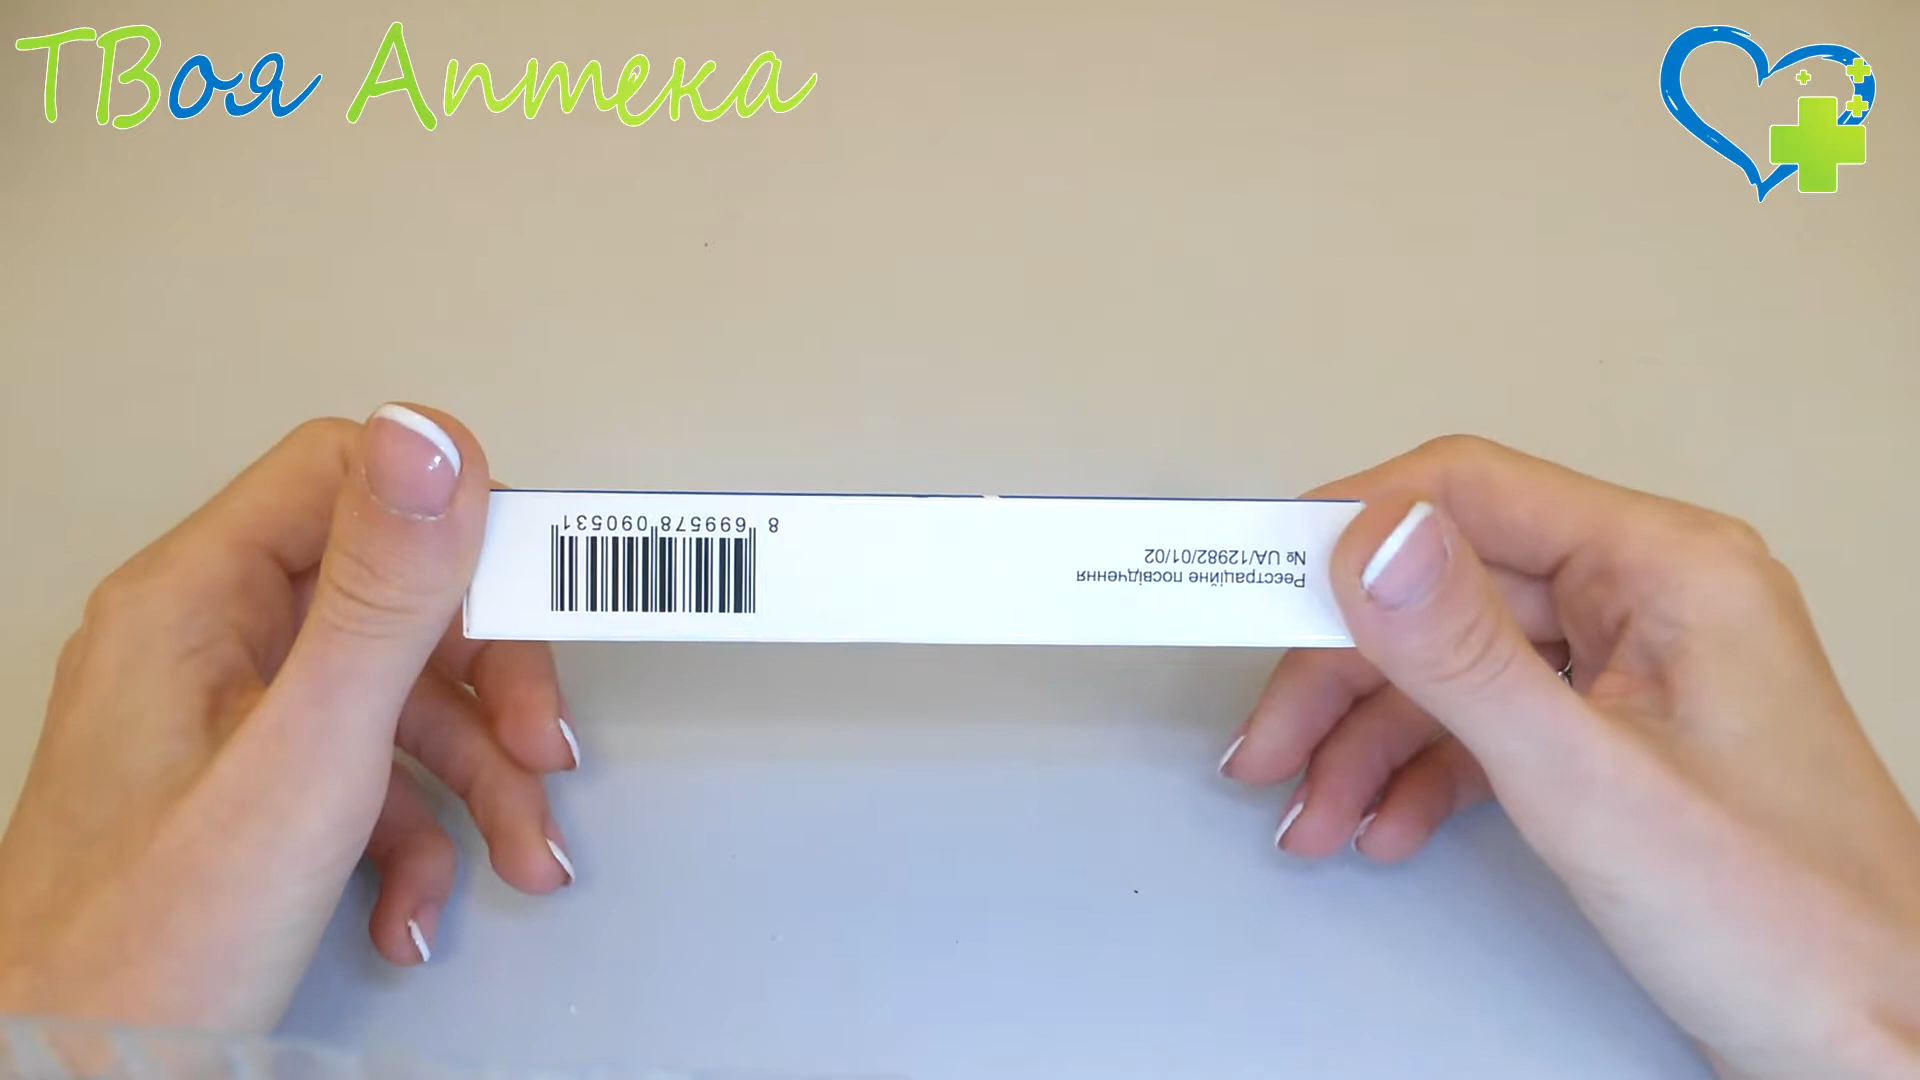 ТВоя Аптека
Реєстраційне посвідчення
№ UA/12982/01/02
8 699578 090531